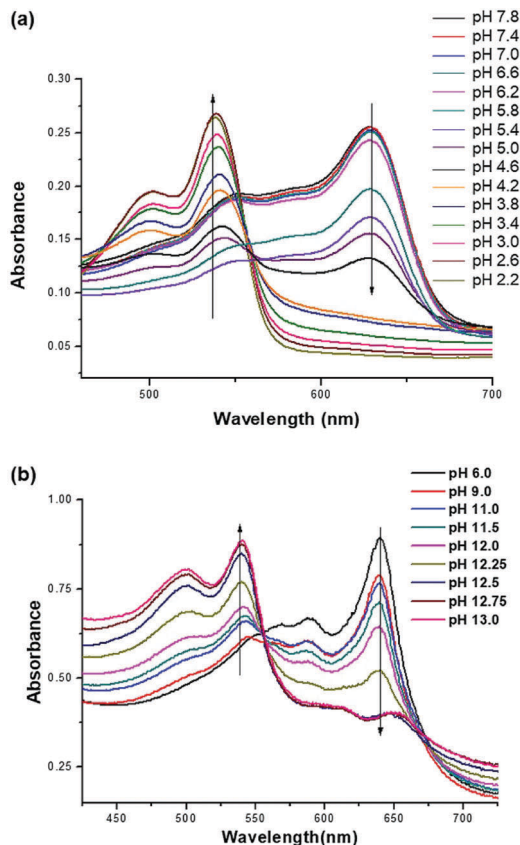 (a)
pH 7.8
pH 7.4
pH 7.0
pH 6.6
pH 6.2
pH 5.8
pH 5.4
pH 5.0
pH 4.6
pH 4.2
pH 3.8
pH 3.4
pH 3.0
pH 2.6
pH 2.2
0.30
0.25
0.20
0.15
0.10
0.05
Absorbance
500
600
700
Wavelength (nm)
(b)
pH 6.0
pH 9.0
pH 11.0
pH 11.5
pH 12.0
pH 12.25
pH 12.5
pH 12.75
pH 13.0
1.00
0.75
0.50
0.25
Absorbance
450
500
550
600
650
700
Wavelength(nm)